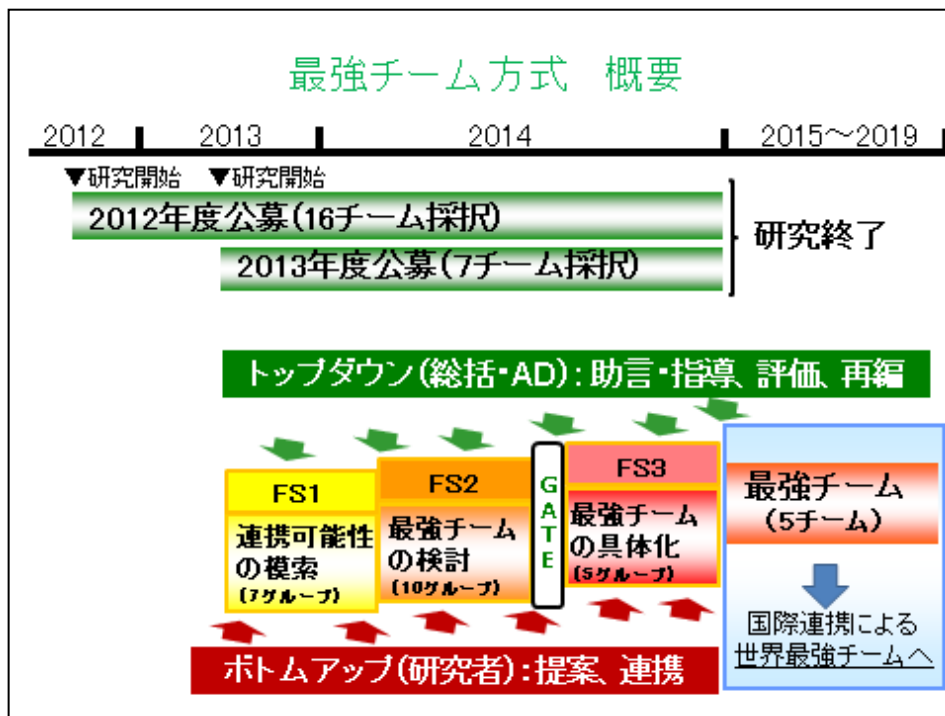 最強チーム方式　概要
2012 2013 2014 2015～2019
▼研究開始 ▼研究開始
2012年度公募(16チーム採択)
2013年度公募(7チーム採択)
研究終了
トップダウン(総括・AD)：助言・指導、評価、再編
FS1
連携可能性
の模索
(7グループ)
FS2
最強チーム
の検討
(10グループ)
GATE
FS3
最強チーム
の具体化
(5グループ)
最強チーム
(5チーム)
国際連携による
世界最強チームへ
ボトムアップ(研究者)：提案、連携